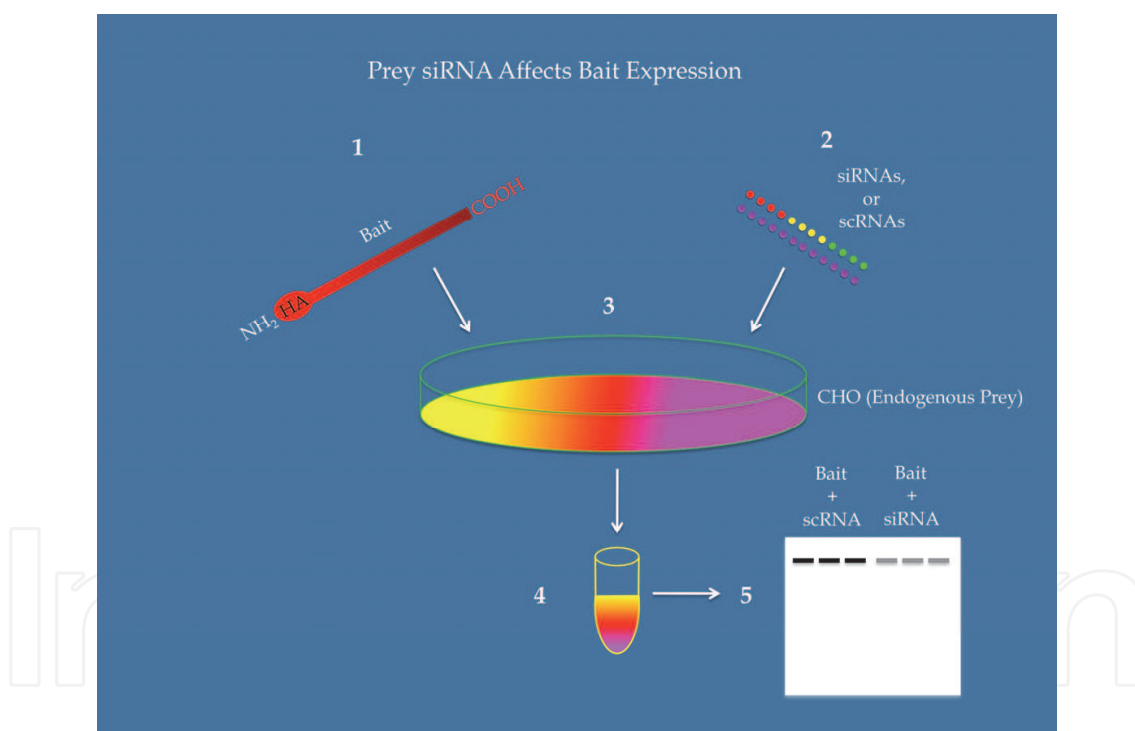 Prey siRNA Affects Bait Expression
1
2
siRNAs,
or
scRNAs
COOH
Bait
HA
NH₂
3
CHO (Endogenous Prey)
Bait
+
scRNA
Bait
+
siRNA
4
5